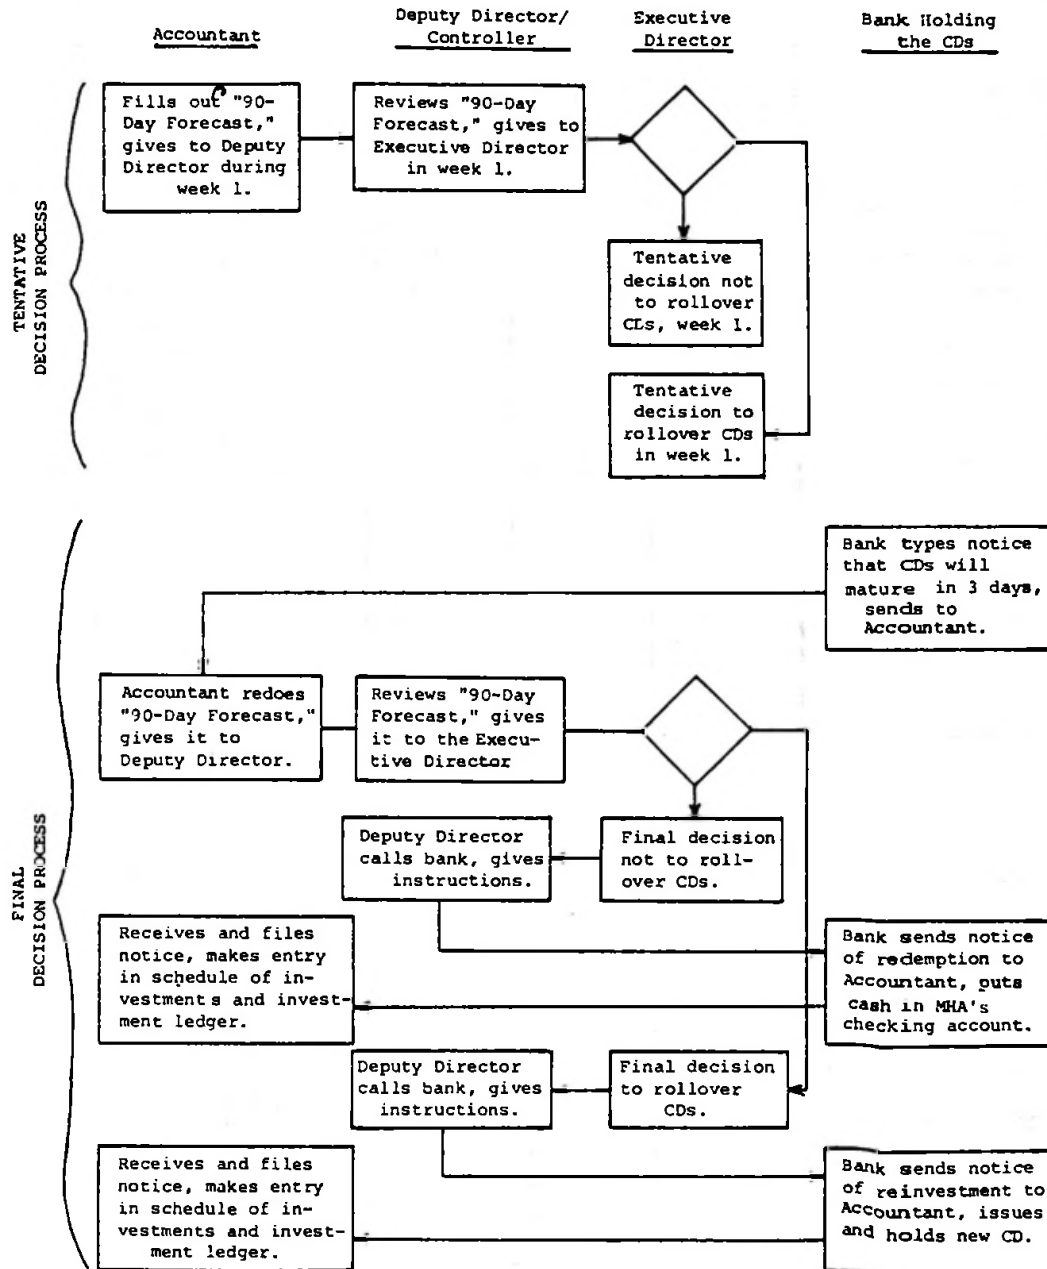 Accountant
Deputy Director/
Controller
Executive
Director
Bank Holding
the CDs
TENTATIVE
DECISION PROCESS
Fills out "90-
Day Forecast,"
gives to Deputy
Director during
week 1.
Reviews "90-Day
Forecast," gives to
Executive Director
in week 1.
Tentative
decision not
to rollover
CDs, week 1.
Tentative
decision to
rollover CDs
in week 1.
FINAL
DECISION PROCESS
Bank types notice
that CDs will
mature in 3 days,
sends to
Accountant.
Accountant redoes
"90-Day Forecast,"
gives it to
Deputy Director.
Reviews "90-Day
Forecast," gives
it to the Execu-
tive Director
Deputy Director
calls bank, gives
instructions.
Final decision
not to roll-
over CDs.
Receives and files
notice, makes entry
in schedule of in-
vestments and invest-
ment ledger.
Bank sends notice
of redemption to
Accountant, puts
cash in MHA's
checking account.
Deputy Director
calls bank, gives
instructions.
Final decision
to rollover
CDs.
Receives and files
notice, makes entry
in schedule of in-
vestments and invest-
ment ledger.
Bank sends notice
of reinvestment to
Accountant, issues
and holds new CD.